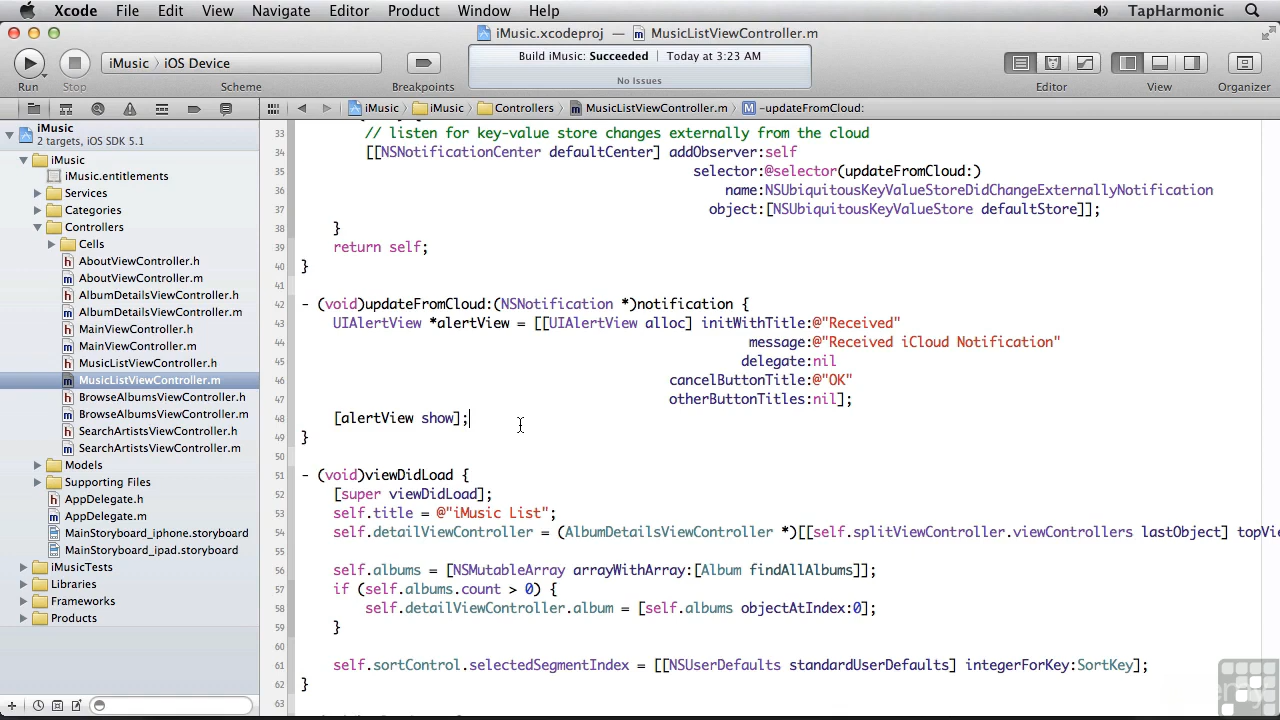 Xcode File Edit View Navigate Editor Product Window Help TapHarmonic
iMusic.xcodeproj — MusicListViewController.m
Run Stop iMusic › iOS Device Scheme Breakpoints
Build iMusic: Succeeded | Today at 3:23 AM
No Issues
Editor View Organizer
iMusic › iMusic › Controllers › MusicListViewController.m › -updateFromCloud:
iMusic
2 targets, iOS SDK 5.1
iMusic
iMusic.entitlements
Services
Categories
Controllers
Cells
AboutViewController.h
AboutViewController.m
AlbumDetailsViewController.h
AlbumDetailsViewController.m
MainViewController.h
MainViewController.m
MusicListViewController.h
MusicListViewController.m
BrowseAlbumsViewController.h
BrowseAlbumsViewController.m
SearchArtistsViewController.h
SearchArtistsViewController.m
Models
Supporting Files
AppDelegate.h
AppDelegate.m
MainStoryboard_iphone.storyboard
MainStoryboard_ipad.storyboard
iMusicTests
Libraries
Frameworks
Products
33 // listen for key-value store changes externally from the cloud
34 [[NSNotificationCenter defaultCenter] addObserver:self
35 selector:@selector(updateFromCloud:)
36 name:NSUbiquitousKeyValueStoreDidChangeExternallyNotification
37 object:[NSUbiquitousKeyValueStore defaultStore]];
38 }
39 return self;
40 }
41
42 - (void)updateFromCloud:(NSNotification *)notification {
43 UIAlertView *alertView = [[UIAlertView alloc] initWithTitle:@"Received"
44 message:@"Received iCloud Notification"
45 delegate:nil
46 cancelButtonTitle:@"OK"
47 otherButtonTitles:nil];
48 [alertView show];
49 }
50
51 - (void)viewDidLoad {
52 [super viewDidLoad];
53 self.title = @"iMusic List";
54 self.detailViewController = (AlbumDetailsViewController *)[[self.splitViewController.viewControllers lastObject] topVie
55
56 self.albums = [NSMutableArray arrayWithArray:[Album findAllAlbums]];
57 if (self.albums.count > 0) {
58 self.detailViewController.album = [self.albums objectAtIndex:0];
59 }
60
61 self.sortControl.selectedSegmentIndex = [[NSUserDefaults standardUserDefaults] integerForKey:SortKey];
62 }
63